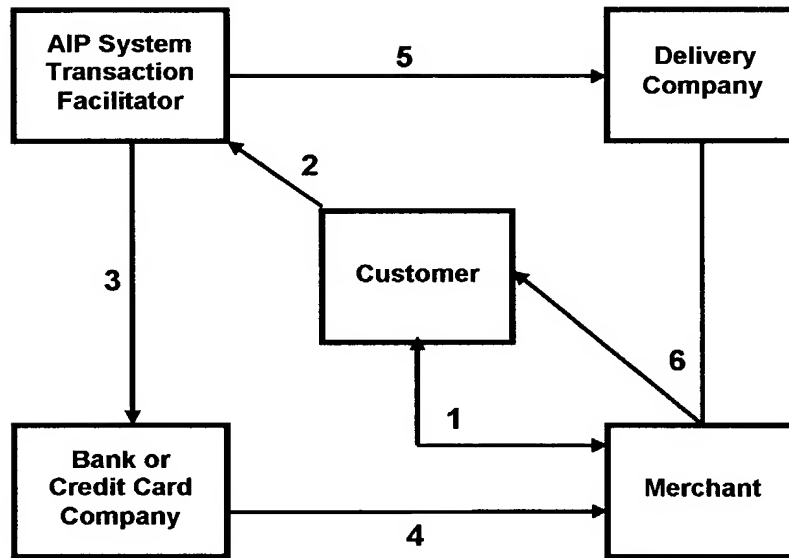 AIP System
Transaction
Facilitator
5
Delivery
Company
2
Customer
3
6
1
Bank or
Credit Card
Company
Merchant
4